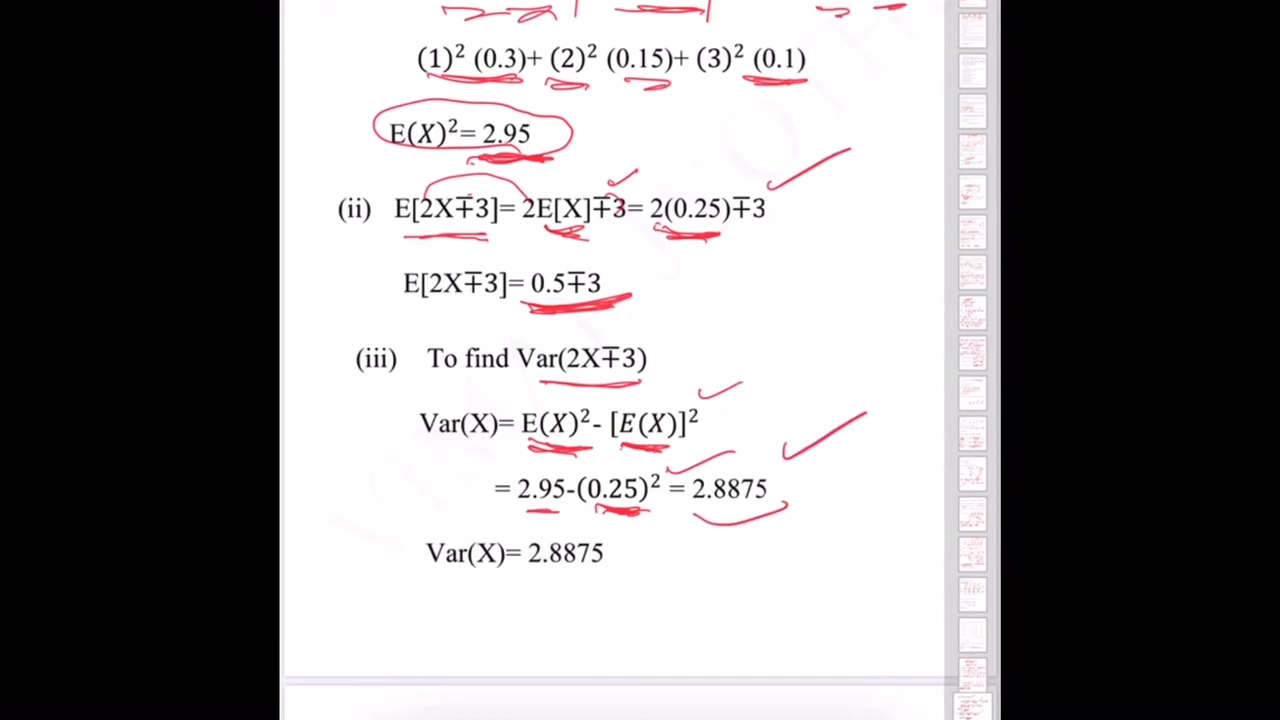 (1)² (0.3)+ (2)² (0.15)+ (3)² (0.1)
E(X)²= 2.95
(ii) E[2X∓3]= 2E[X]∓3= 2(0.25)∓3
E[2X∓3]= 0.5∓3
(iii) To find Var(2X∓3)
Var(X)= E(X)²- [E(X)]²
= 2.95-(0.25)² = 2.8875
Var(X)= 2.8875